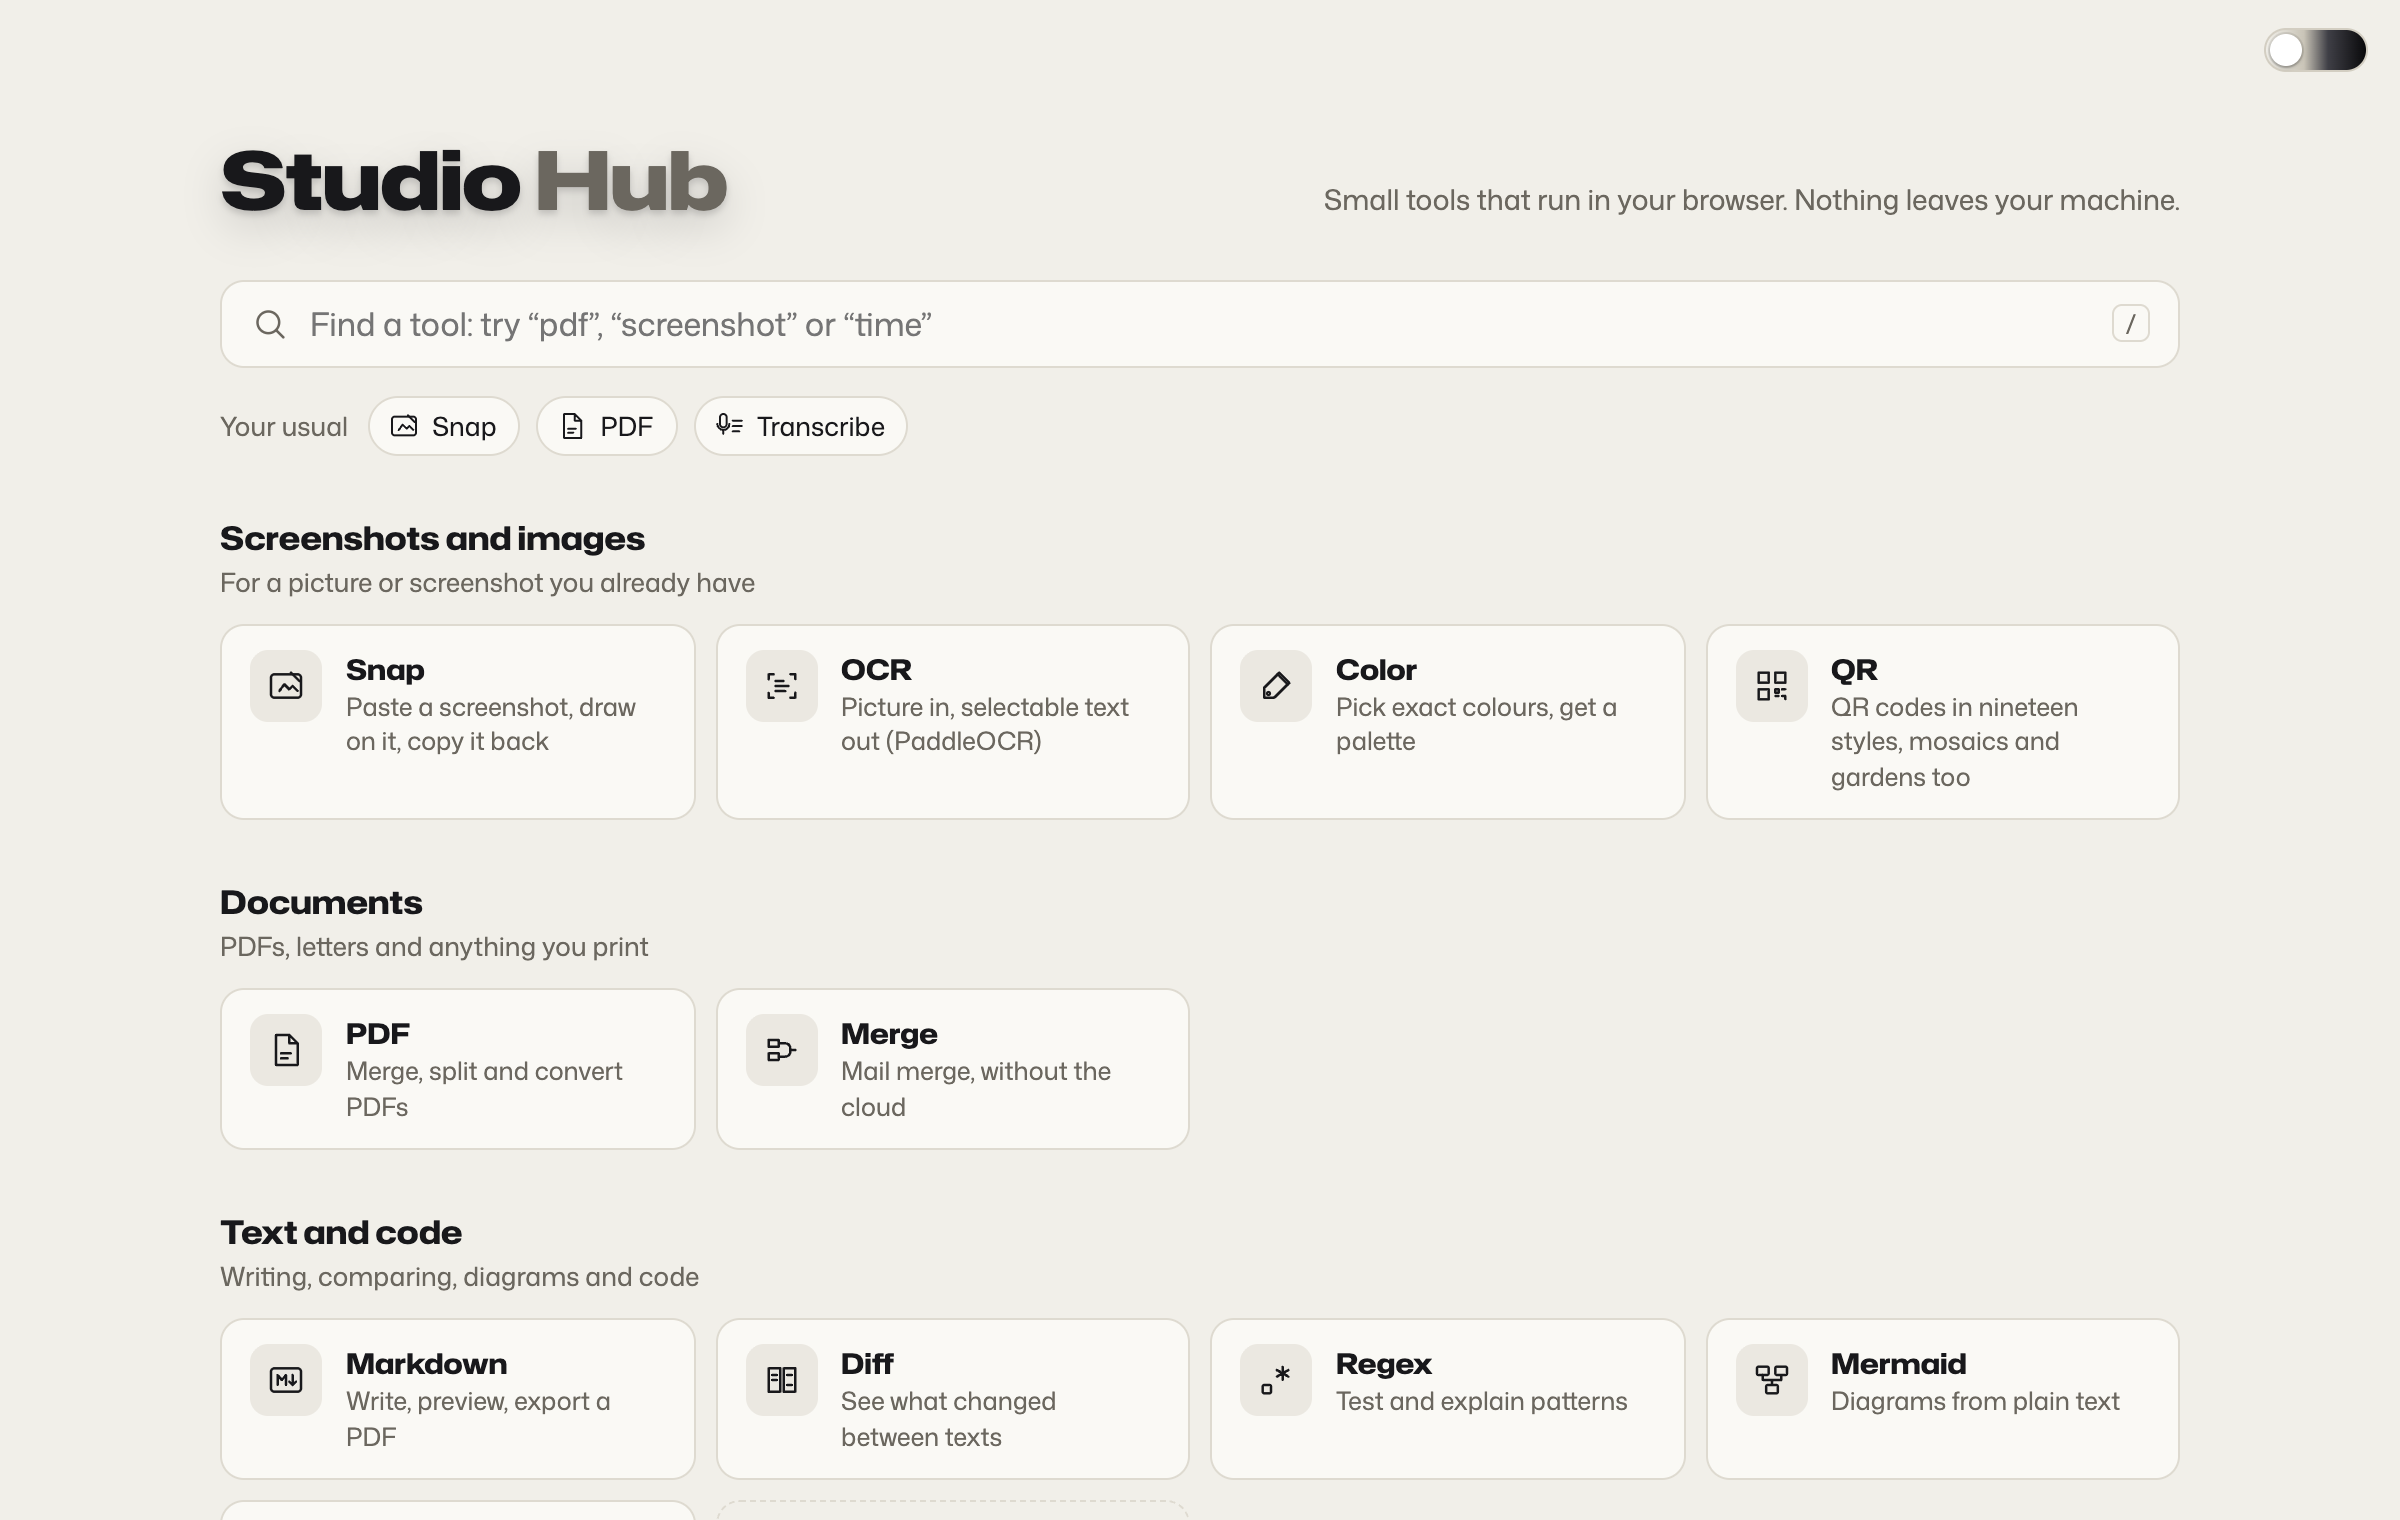 Studio Hub
Small tools that run in your browser. Nothing leaves your machine.
Find a tool: try “pdf”, “screenshot” or “time”
/
Your usual
Snap
PDF
Transcribe
Screenshots and images
For a picture or screenshot you already have
Snap
Paste a screenshot, draw
on it, copy it back
OCR
Picture in, selectable text
out (PaddleOCR)
Color
Pick exact colours, get a
palette
QR
QR codes in nineteen
styles, mosaics and
gardens too
Documents
PDFs, letters and anything you print
PDF
Merge, split and convert
PDFs
Merge
Mail merge, without the
cloud
Text and code
Writing, comparing, diagrams and code
M↓
Markdown
Write, preview, export a
PDF
Diff
See what changed
between texts
Regex
Test and explain patterns
Mermaid
Diagrams from plain text